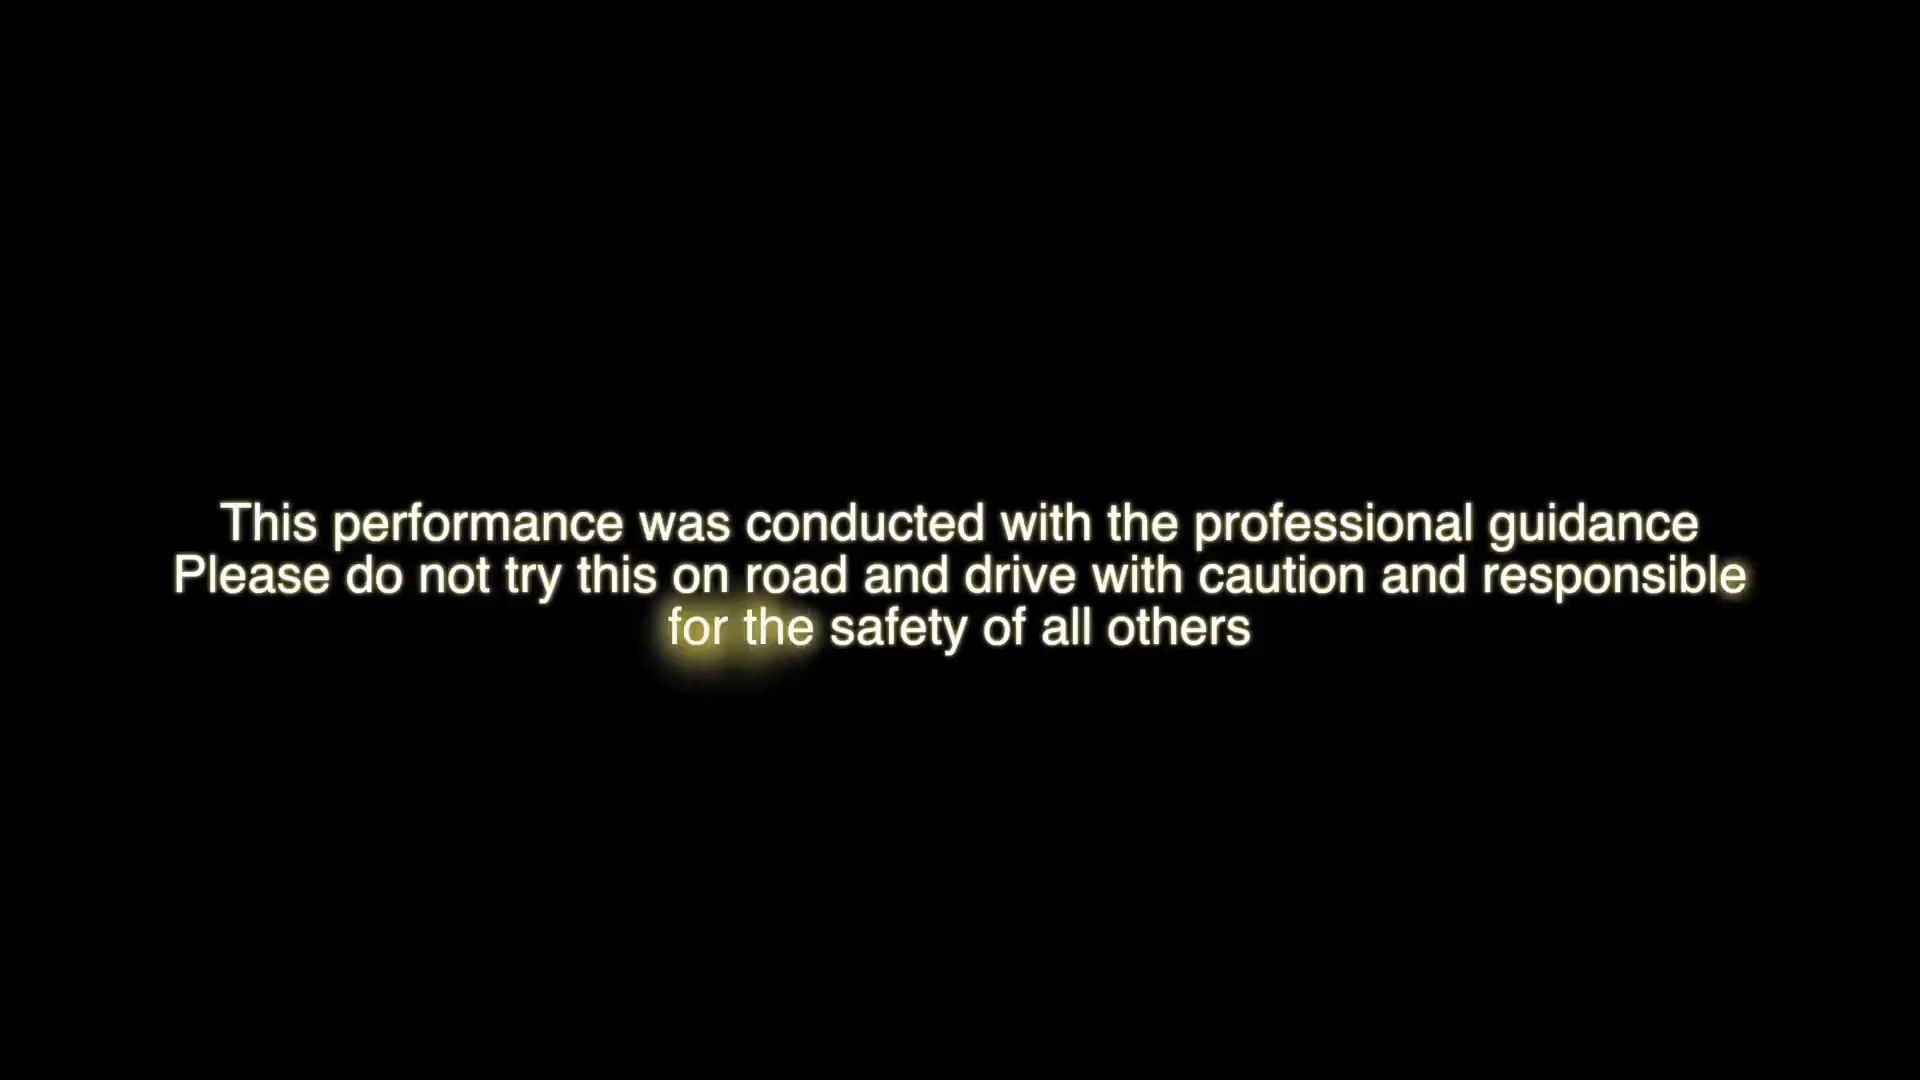 This performance was conducted with the professional guidance
Please do not try this on road and drive with caution and responsible
for the safety of all others